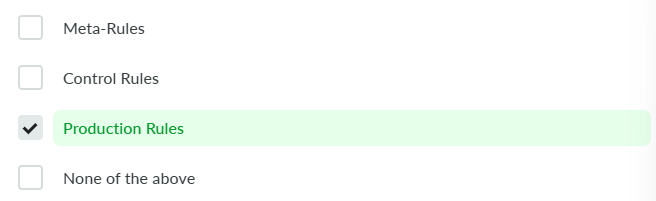 Meta-Rules
Control Rules
Production Rules
None of the above